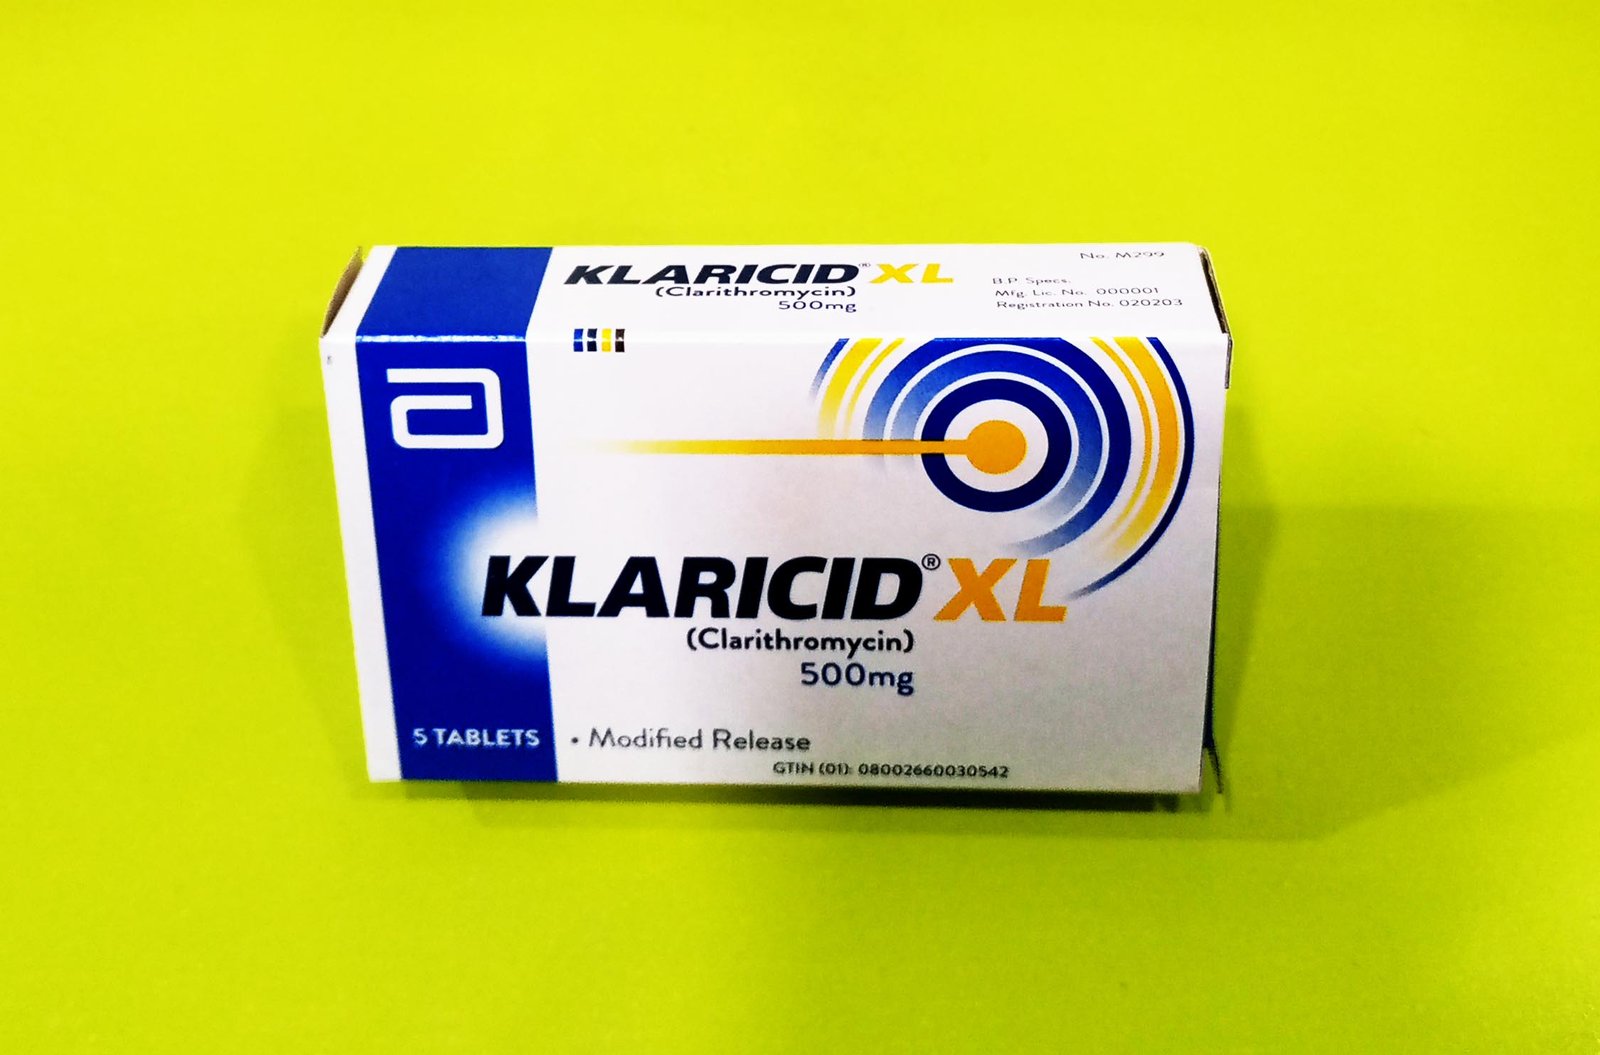 KLARICID® XL
(Clarithromycin)
500mg
No. M299
B.P. Specs.
Mfg. Lic. No. 000001
Registration No. 020203
KLARICID® XL
(Clarithromycin)
500mg
5 TABLETS
• Modified Release
GTIN (01): 08002660030542